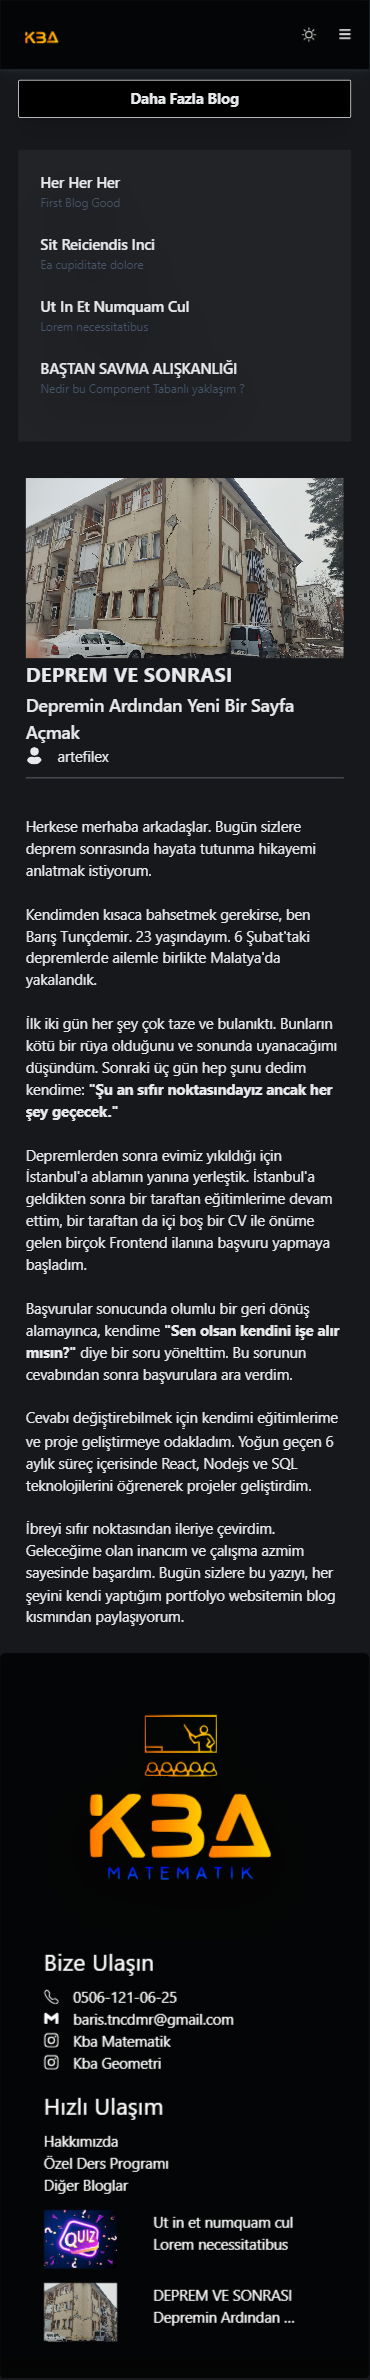 KBA
Daha Fazla Blog
Her Her Her
First Blog Good
Sit Reiciendis Inci
Ea cupiditate dolore
Ut In Et Numquam Cul
Lorem necessitatibus
BAŞTAN SAVMA ALIŞKANLIĞI
Nedir bu Component Tabanlı yaklaşım ?
DEPREM VE SONRASI
Depremin Ardından Yeni Bir Sayfa
Açmak
artefilex
Herkese merhaba arkadaşlar. Bugün sizlere
deprem sonrasında hayata tutunma hikayemi
anlatmak istiyorum.
Kendimden kısaca bahsetmek gerekirse, ben
Barış Tunçdemir. 23 yaşındayım. 6 Şubat'taki
depremlerde ailemle birlikte Malatya'da
yakalandık.
İlk iki gün her şey çok taze ve bulanıktı. Bunların
kötü bir rüya olduğunu ve sonunda uyanacağımı
düşündüm. Sonraki üç gün hep şunu dedim
kendime: "Şu an sıfır noktasındayız ancak her
şey geçecek."
Depremlerden sonra evimiz yıkıldığı için
İstanbul'a ablamın yanına yerleştik. İstanbul'a
geldikten sonra bir taraftan eğitimlerime devam
ettim, bir taraftan da içi boş bir CV ile önüme
gelen birçok Frontend ilanına başvuru yapmaya
başladım.
Başvurular sonucunda olumlu bir geri dönüş
alamayınca, kendime "Sen olsan kendini işe alır
mısın?" diye bir soru yönelttim. Bu sorunun
cevabından sonra başvurulara ara verdim.
Cevabı değiştirebilmek için kendimi eğitimlerime
ve proje geliştirmeye odakladım. Yoğun geçen 6
aylık süreç içerisinde React, Nodejs ve SQL
teknolojilerini öğrenerek projeler geliştirdim.
İbreyi sıfır noktasından ileriye çevirdim.
Geleceğime olan inancım ve çalışma azmim
sayesinde başardım. Bugün sizlere bu yazıyı, her
şeyini kendi yaptığım portfolyo websitemin blog
kısmından paylaşıyorum.
KBA
MATEMATIK
Bize Ulaşın
0506-121-06-25
baris.tncdmr@gmail.com
Kba Matematik
Kba Geometri
Hızlı Ulaşım
Hakkımızda
Özel Ders Programı
Diğer Bloglar
QUIZ
Ut in et numquam cul
Lorem necessitatibus
DEPREM VE SONRASI
Depremin Ardından ...